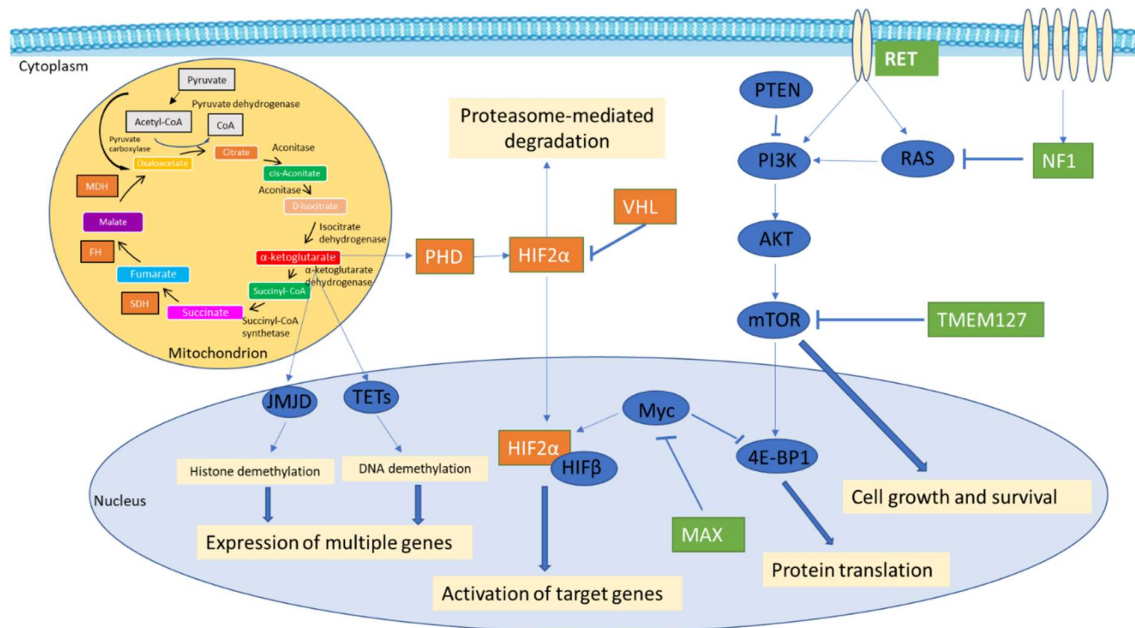 Cytoplasm
Pyruvate
Pyruvate dehydrogenase
Acetyl-CoA
CoA
Pyruvate
carboxylase
Oxaloacetate
Citrate
Aconitase
cis-Aconitate
Aconitase
D-Isocitrate
Isocitrate
dehydrogenase
α-ketoglutarate
α-ketoglutarate
dehydrogenase
Succinyl- CoA
Succinyl-CoA
synthetase
Succinate
SDH
Fumarate
FH
Malate
MDH
Mitochondrion
Proteasome-mediated
degradation
VHL
PHD
HIF2α
RET
PTEN
PI3K
RAS
NF1
AKT
mTOR
TMEM127
JMJD
TETs
Histone demethylation
DNA demethylation
Nucleus
Expression of multiple genes
Myc
HIF2α
HIFβ
4E-BP1
MAX
Cell growth and survival
Protein translation
Activation of target genes